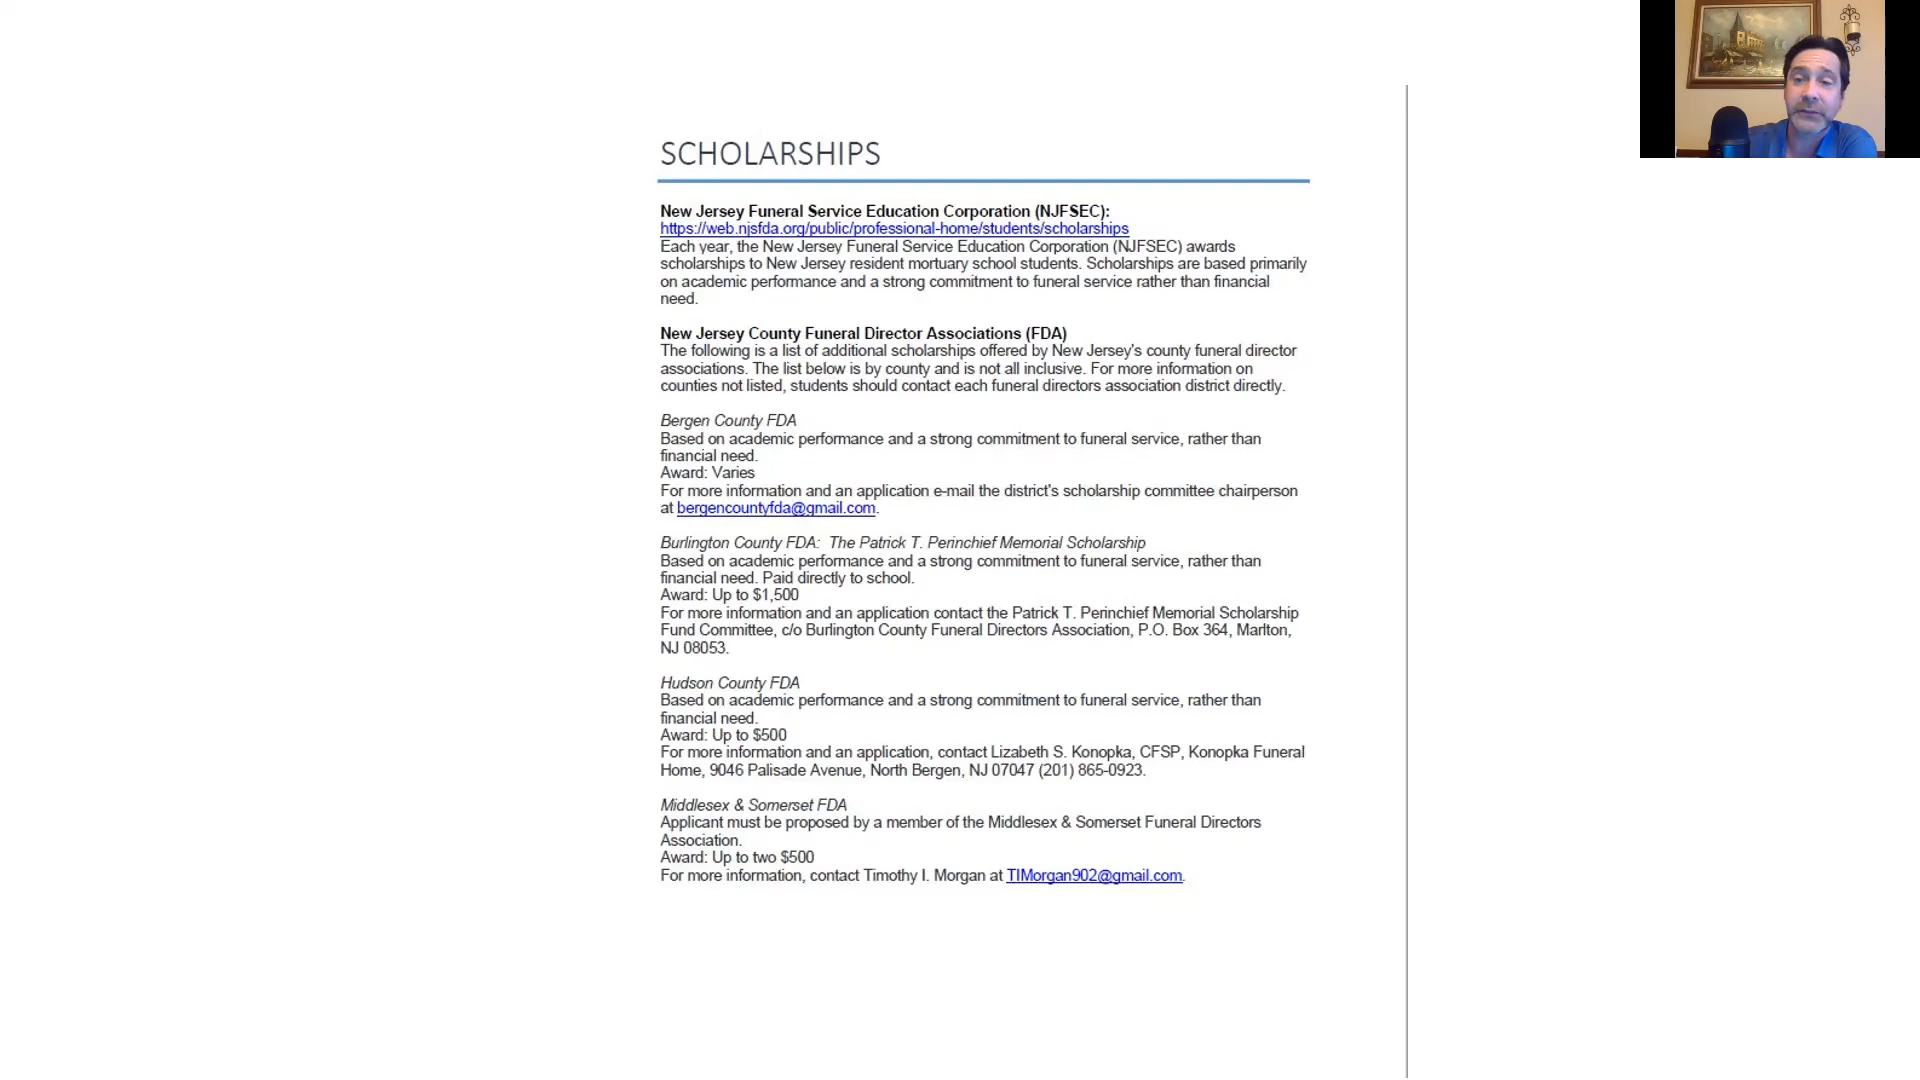 SCHOLARSHIPS
New Jersey Funeral Service Education Corporation (NJFSEC):
https://web.njsfda.org/public/professional-home/students/scholarships
Each year, the New Jersey Funeral Service Education Corporation (NJFSEC) awards
scholarships to New Jersey resident mortuary school students. Scholarships are based primarily
on academic performance and a strong commitment to funeral service rather than financial
need.
New Jersey County Funeral Director Associations (FDA)
The following is a list of additional scholarships offered by New Jersey's county funeral director
associations. The list below is by county and is not all inclusive. For more information on
counties not listed, students should contact each funeral directors association district directly.
Bergen County FDA
Based on academic performance and a strong commitment to funeral service, rather than
financial need.
Award: Varies
For more information and an application e-mail the district's scholarship committee chairperson
at bergencountyfda@gmail.com.
Burlington County FDA: The Patrick T. Perinchief Memorial Scholarship
Based on academic performance and a strong commitment to funeral service, rather than
financial need. Paid directly to school.
Award: Up to $1,500
For more information and an application contact the Patrick T. Perinchief Memorial Scholarship
Fund Committee, c/o Burlington County Funeral Directors Association, P.O. Box 364, Marlton,
NJ 08053.
Hudson County FDA
Based on academic performance and a strong commitment to funeral service, rather than
financial need.
Award: Up to $500
For more information and an application, contact Lizabeth S. Konopka, CFSP, Konopka Funeral
Home, 9046 Palisade Avenue, North Bergen, NJ 07047 (201) 865-0923.
Middlesex & Somerset FDA
Applicant must be proposed by a member of the Middlesex & Somerset Funeral Directors
Association.
Award: Up to two $500
For more information, contact Timothy I. Morgan at TIMorgan902@gmail.com.